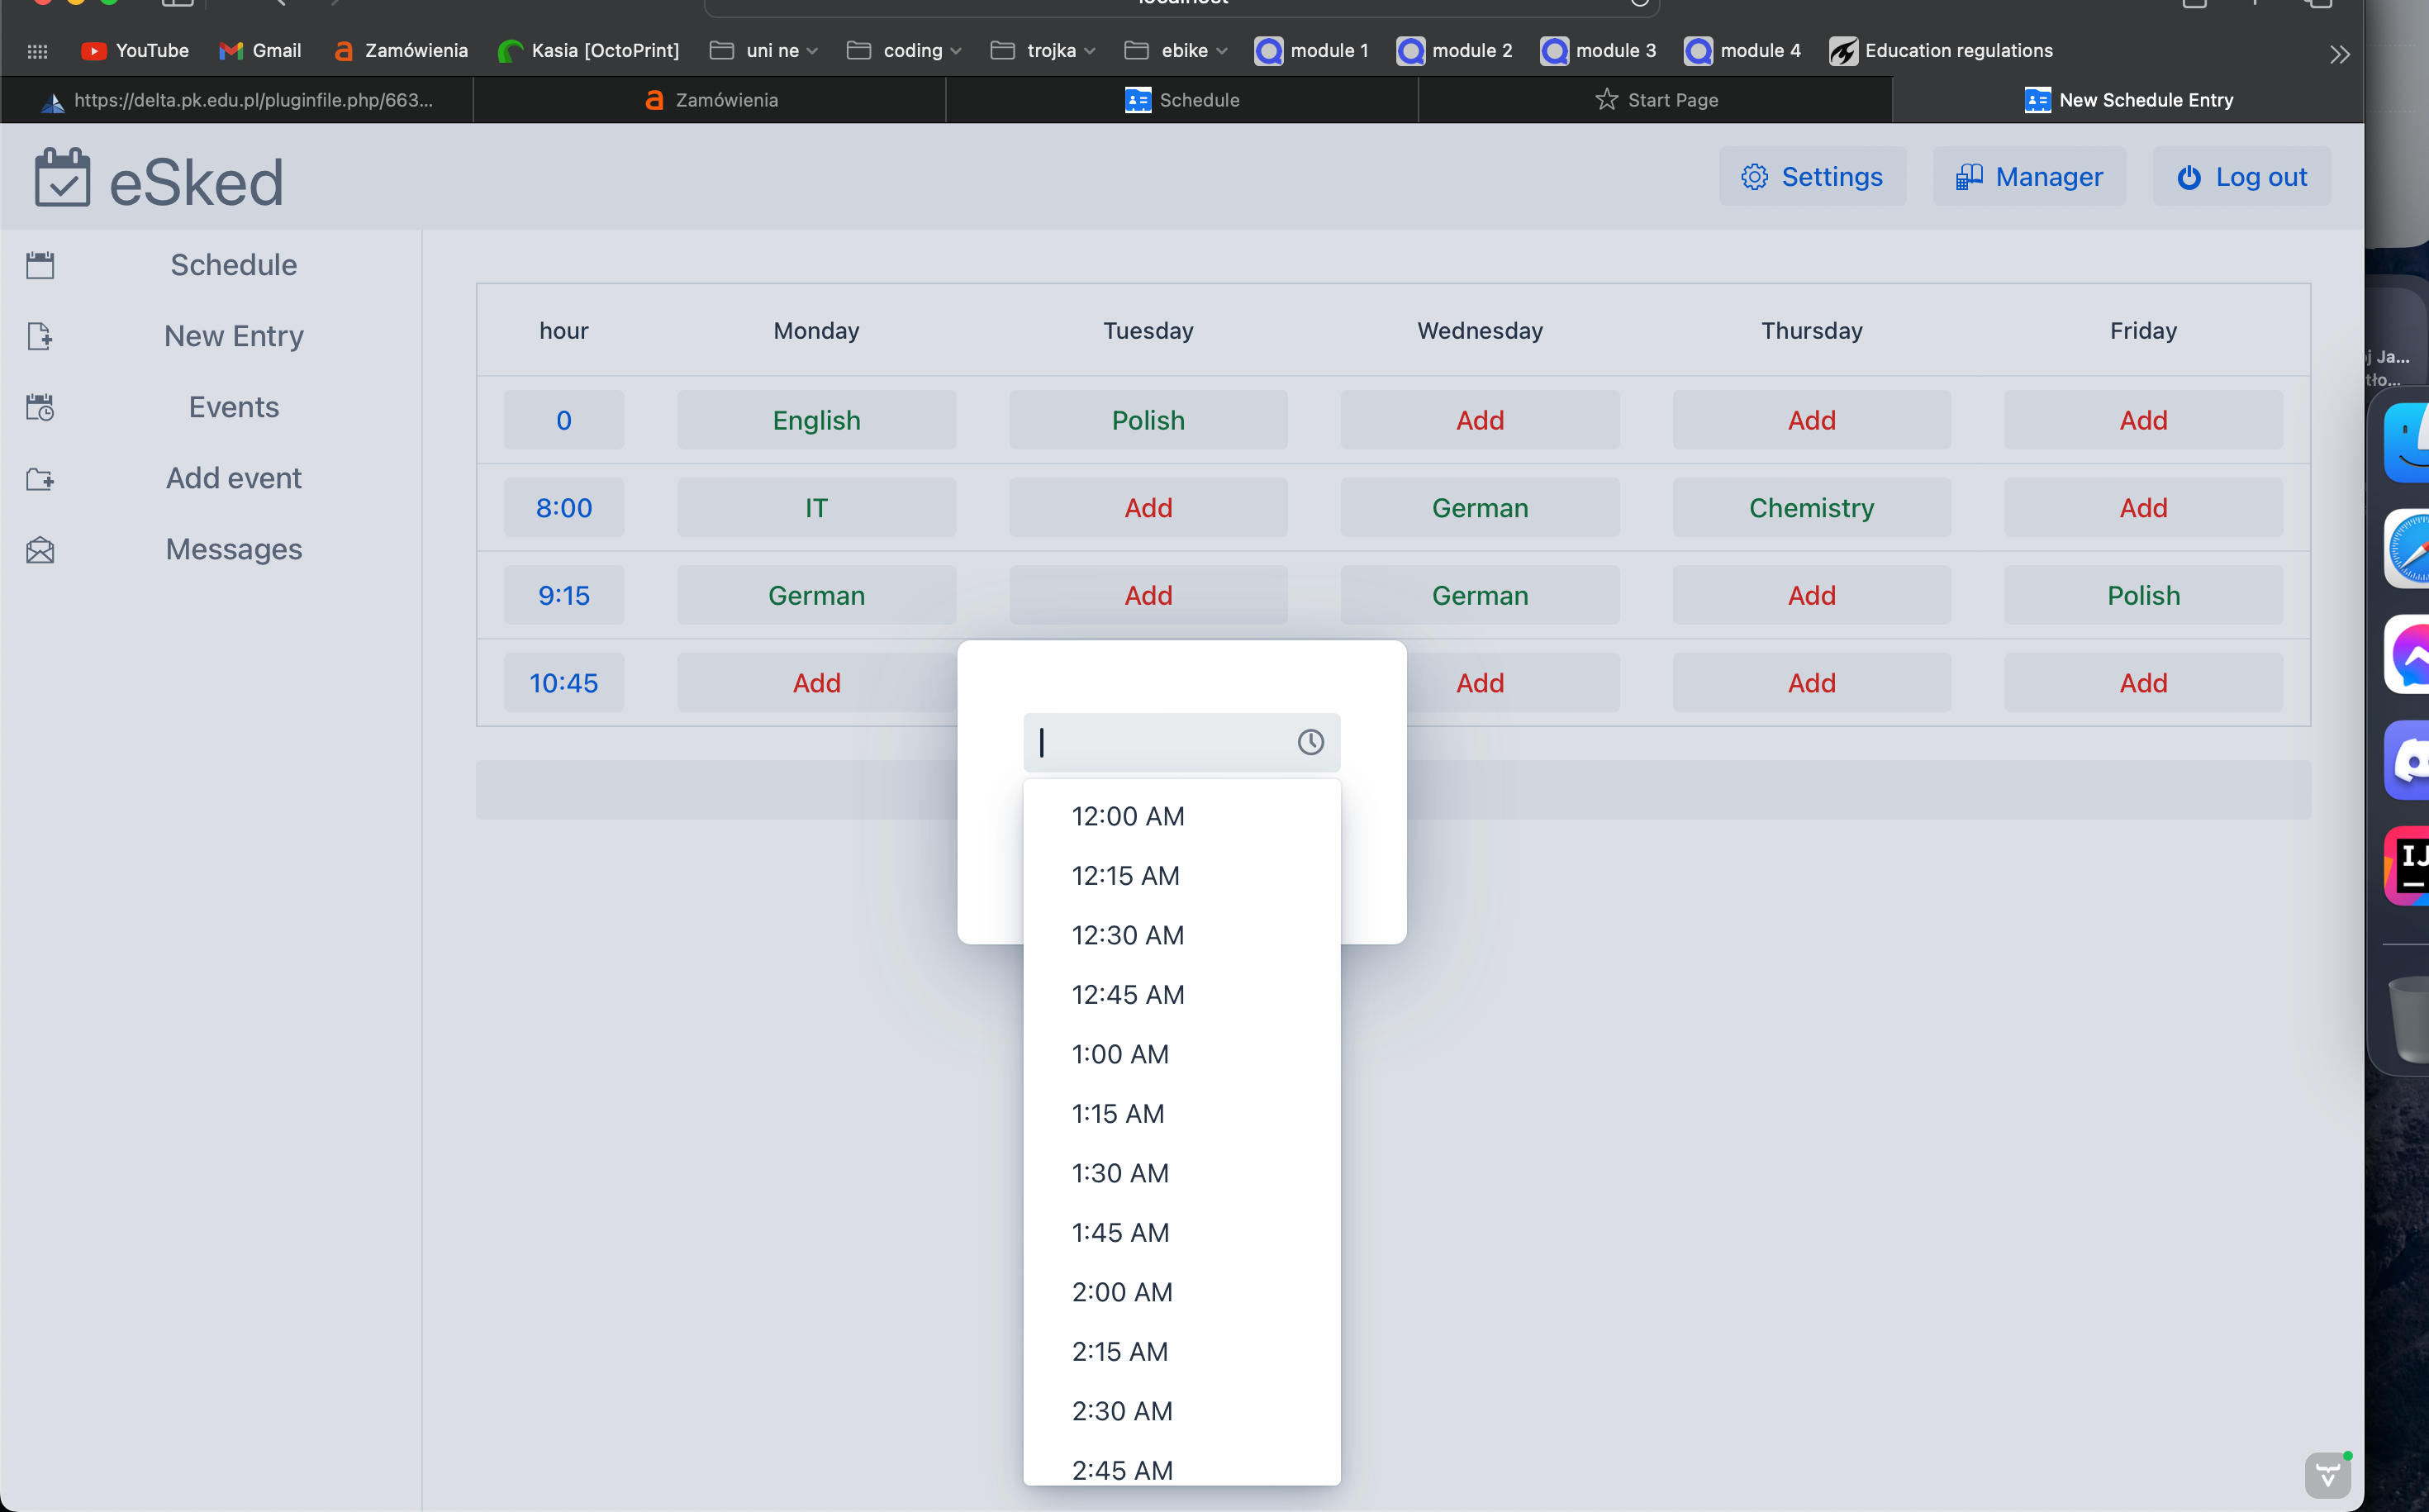 localhost
YouTube Gmail Zamówienia Kasia [OctoPrint] uni ne coding trojka ebike module 1 module 2 module 3 module 4 Education regulations
https://delta.pk.edu.pl/pluginfile.php/663... Zamówienia Schedule Start Page New Schedule Entry
eSked Settings Manager Log out
Schedule
New Entry
Events
Add event
Messages
hour Monday Tuesday Wednesday Thursday Friday
0 English Polish Add Add Add
8:00 IT Add German Chemistry Add
9:15 German Add German Add Polish
10:45 Add Add Add Add
12:00 AM
12:15 AM
12:30 AM
12:45 AM
1:00 AM
1:15 AM
1:30 AM
1:45 AM
2:00 AM
2:15 AM
2:30 AM
2:45 AM
j Ja...
tło...
IJ